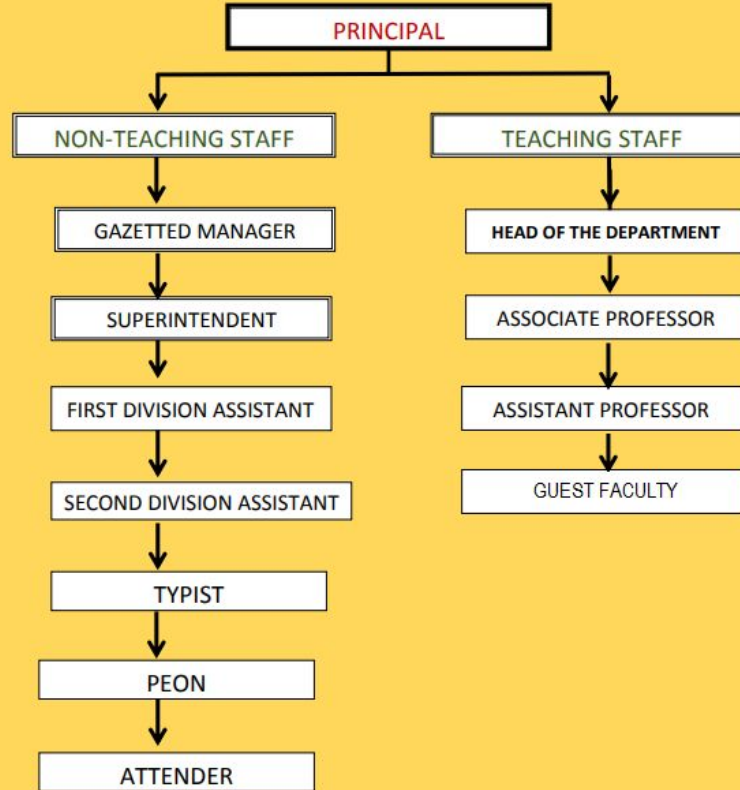 PRINCIPAL
NON-TEACHING STAFF
TEACHING STAFF
GAZETTED MANAGER
HEAD OF THE DEPARTMENT
SUPERINTENDENT
ASSOCIATE PROFESSOR
FIRST DIVISION ASSISTANT
ASSISTANT PROFESSOR
SECOND DIVISION ASSISTANT
GUEST FACULTY
TYPIST
PEON
ATTENDER